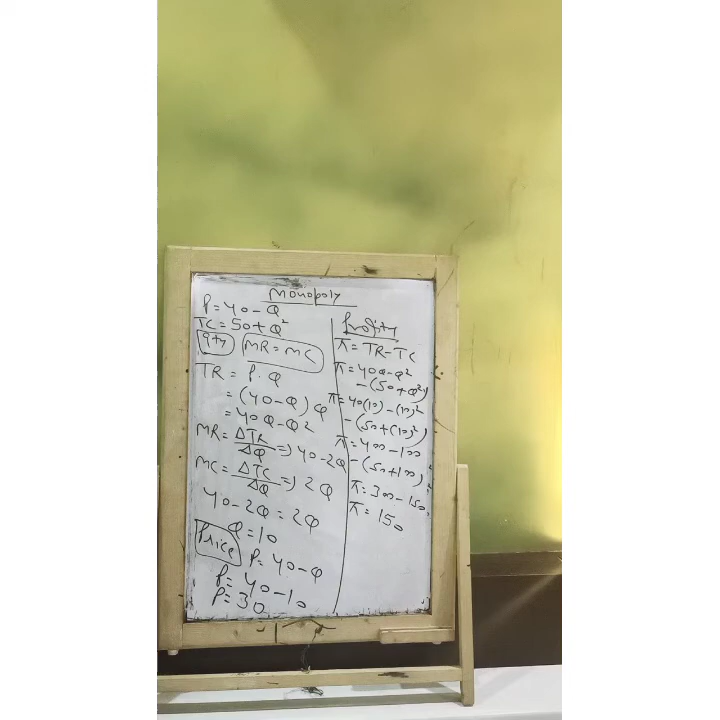 Monopoly
P = 40 - Q
TC = 50 + Q²
Qty MR = MC
TR = P. Q
= (40 - Q) Q
= 40Q - Q²
MR = ΔTR/ΔQ => 40 - 2Q
MC = ΔTC/ΔQ => 2Q
40 - 2Q = 2Q
Q = 10
Price P = 40 - Q
P = 40 - 10
P = 30
Profity
π = TR - TC
π = 40Q - Q²
- (50 + Q²)
π = 40(10) - (10)²
- (50 + (10)²)
π = 400 - 100
- (50 + 100)
π = 300 - 150
π = 150